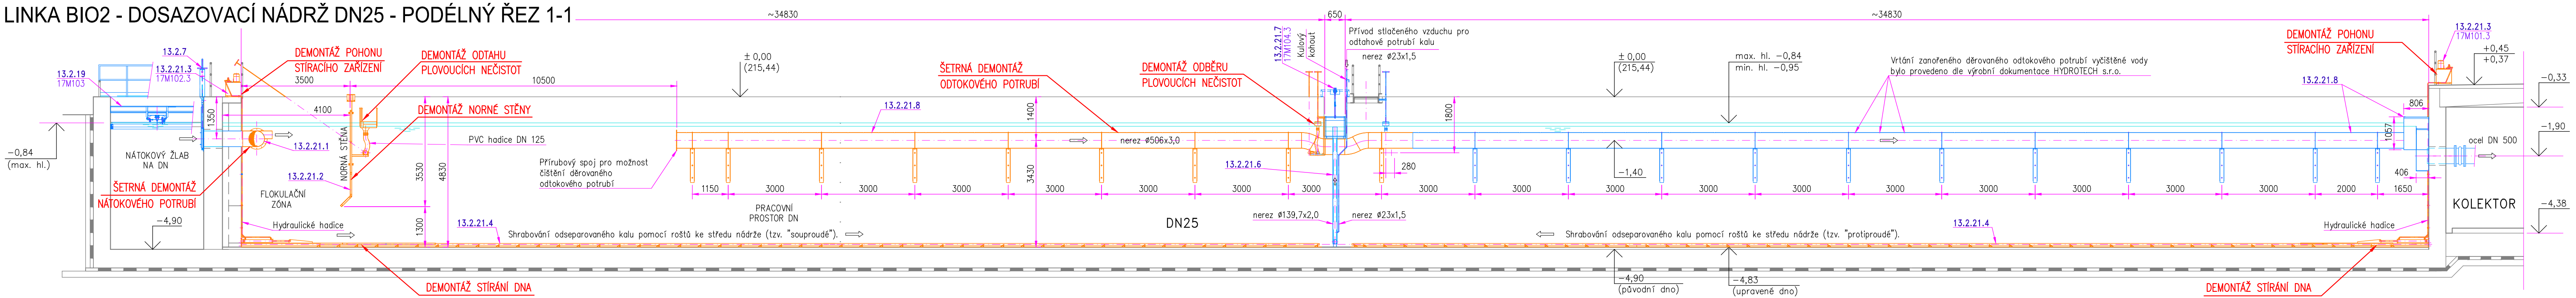 LINKA BIO2 - DOSAZOVACÍ NÁDRŽ DN25 - PODÉLNÝ ŘEZ 1-1
~34830
650
~34830
13.2.7
13.2.21.3
17M102.3
13.2.19
17M103
DEMONTÁŽ POHONU
STÍRACÍHO ZAŘÍZENÍ
DEMONTÁŽ ODTAHU
PLOVOUCÍCH NEČISTOT
3500
10500
4100
1350
DEMONTÁŽ NORNÉ STĚNY
± 0,00
(215,44)
ŠETRNÁ DEMONTÁŽ
ODTOKOVÉHO POTRUBÍ
DEMONTÁŽ ODBĚRU
PLOVOUCÍCH NEČISTOT
13.2.21.7
17M104.3
Kulový
kohout
Přívod stlačeného vzduchu pro
odtahové potrubí kalu
nerez Ø23x1,5
± 0,00
(215,44)
max. hl. -0,84
min. hl. -0,95
Vrtání zanořeného děrovaného odtokového potrubí vyčištěné vody
bylo provedeno dle výrobní dokumentace HYDROTECH s.r.o.
DEMONTÁŽ POHONU
STÍRACÍHO ZAŘÍZENÍ
13.2.21.3
17M101.3
+0,45
+0,37
-0,33
13.2.21.8
806
1057
-1,90
ocel DN 500
406
-0,84
(max. hl.)
NÁTOKOVÝ ŽLAB
NA DN
13.2.21.1
13.2.21.2
NORNÁ STĚNA
PVC hadice DN 125
3530
4830
1300
13.2.21.8
1400
1800
nerez Ø506x3,0
Přírubový spoj pro možnost
čištění děrovaného
odtokového potrubí
13.2.21.6
280
-1,40
ŠETRNÁ DEMONTÁŽ
NÁTOKOVÉHO POTRUBÍ
FLOKULAČNÍ
ZÓNA
1150
3000
3000
3000
3000
3000
3000
3000
3430
3000
3000
3000
3000
3000
3000
3000
3000
3000
3000
2000
1650
PRACOVNÍ
PROSTOR DN
DN25
nerez Ø139,7x2,0
nerez Ø23x1,5
KOLEKTOR
-4,38
-4,90
Hydraulické hadice
13.2.21.4
Shrabování odseparovaného kalu pomocí roštů ke středu nádrže (tzv. "souproudě").
Shrabování odseparovaného kalu pomocí roštů ke středu nádrže (tzv. "protiproudě").
13.2.21.4
Hydraulické hadice
DEMONTÁŽ STÍRÁNÍ DNA
-4,90
(původní dno)
-4,83
(upravené dno)
DEMONTÁŽ STÍRÁNÍ DNA